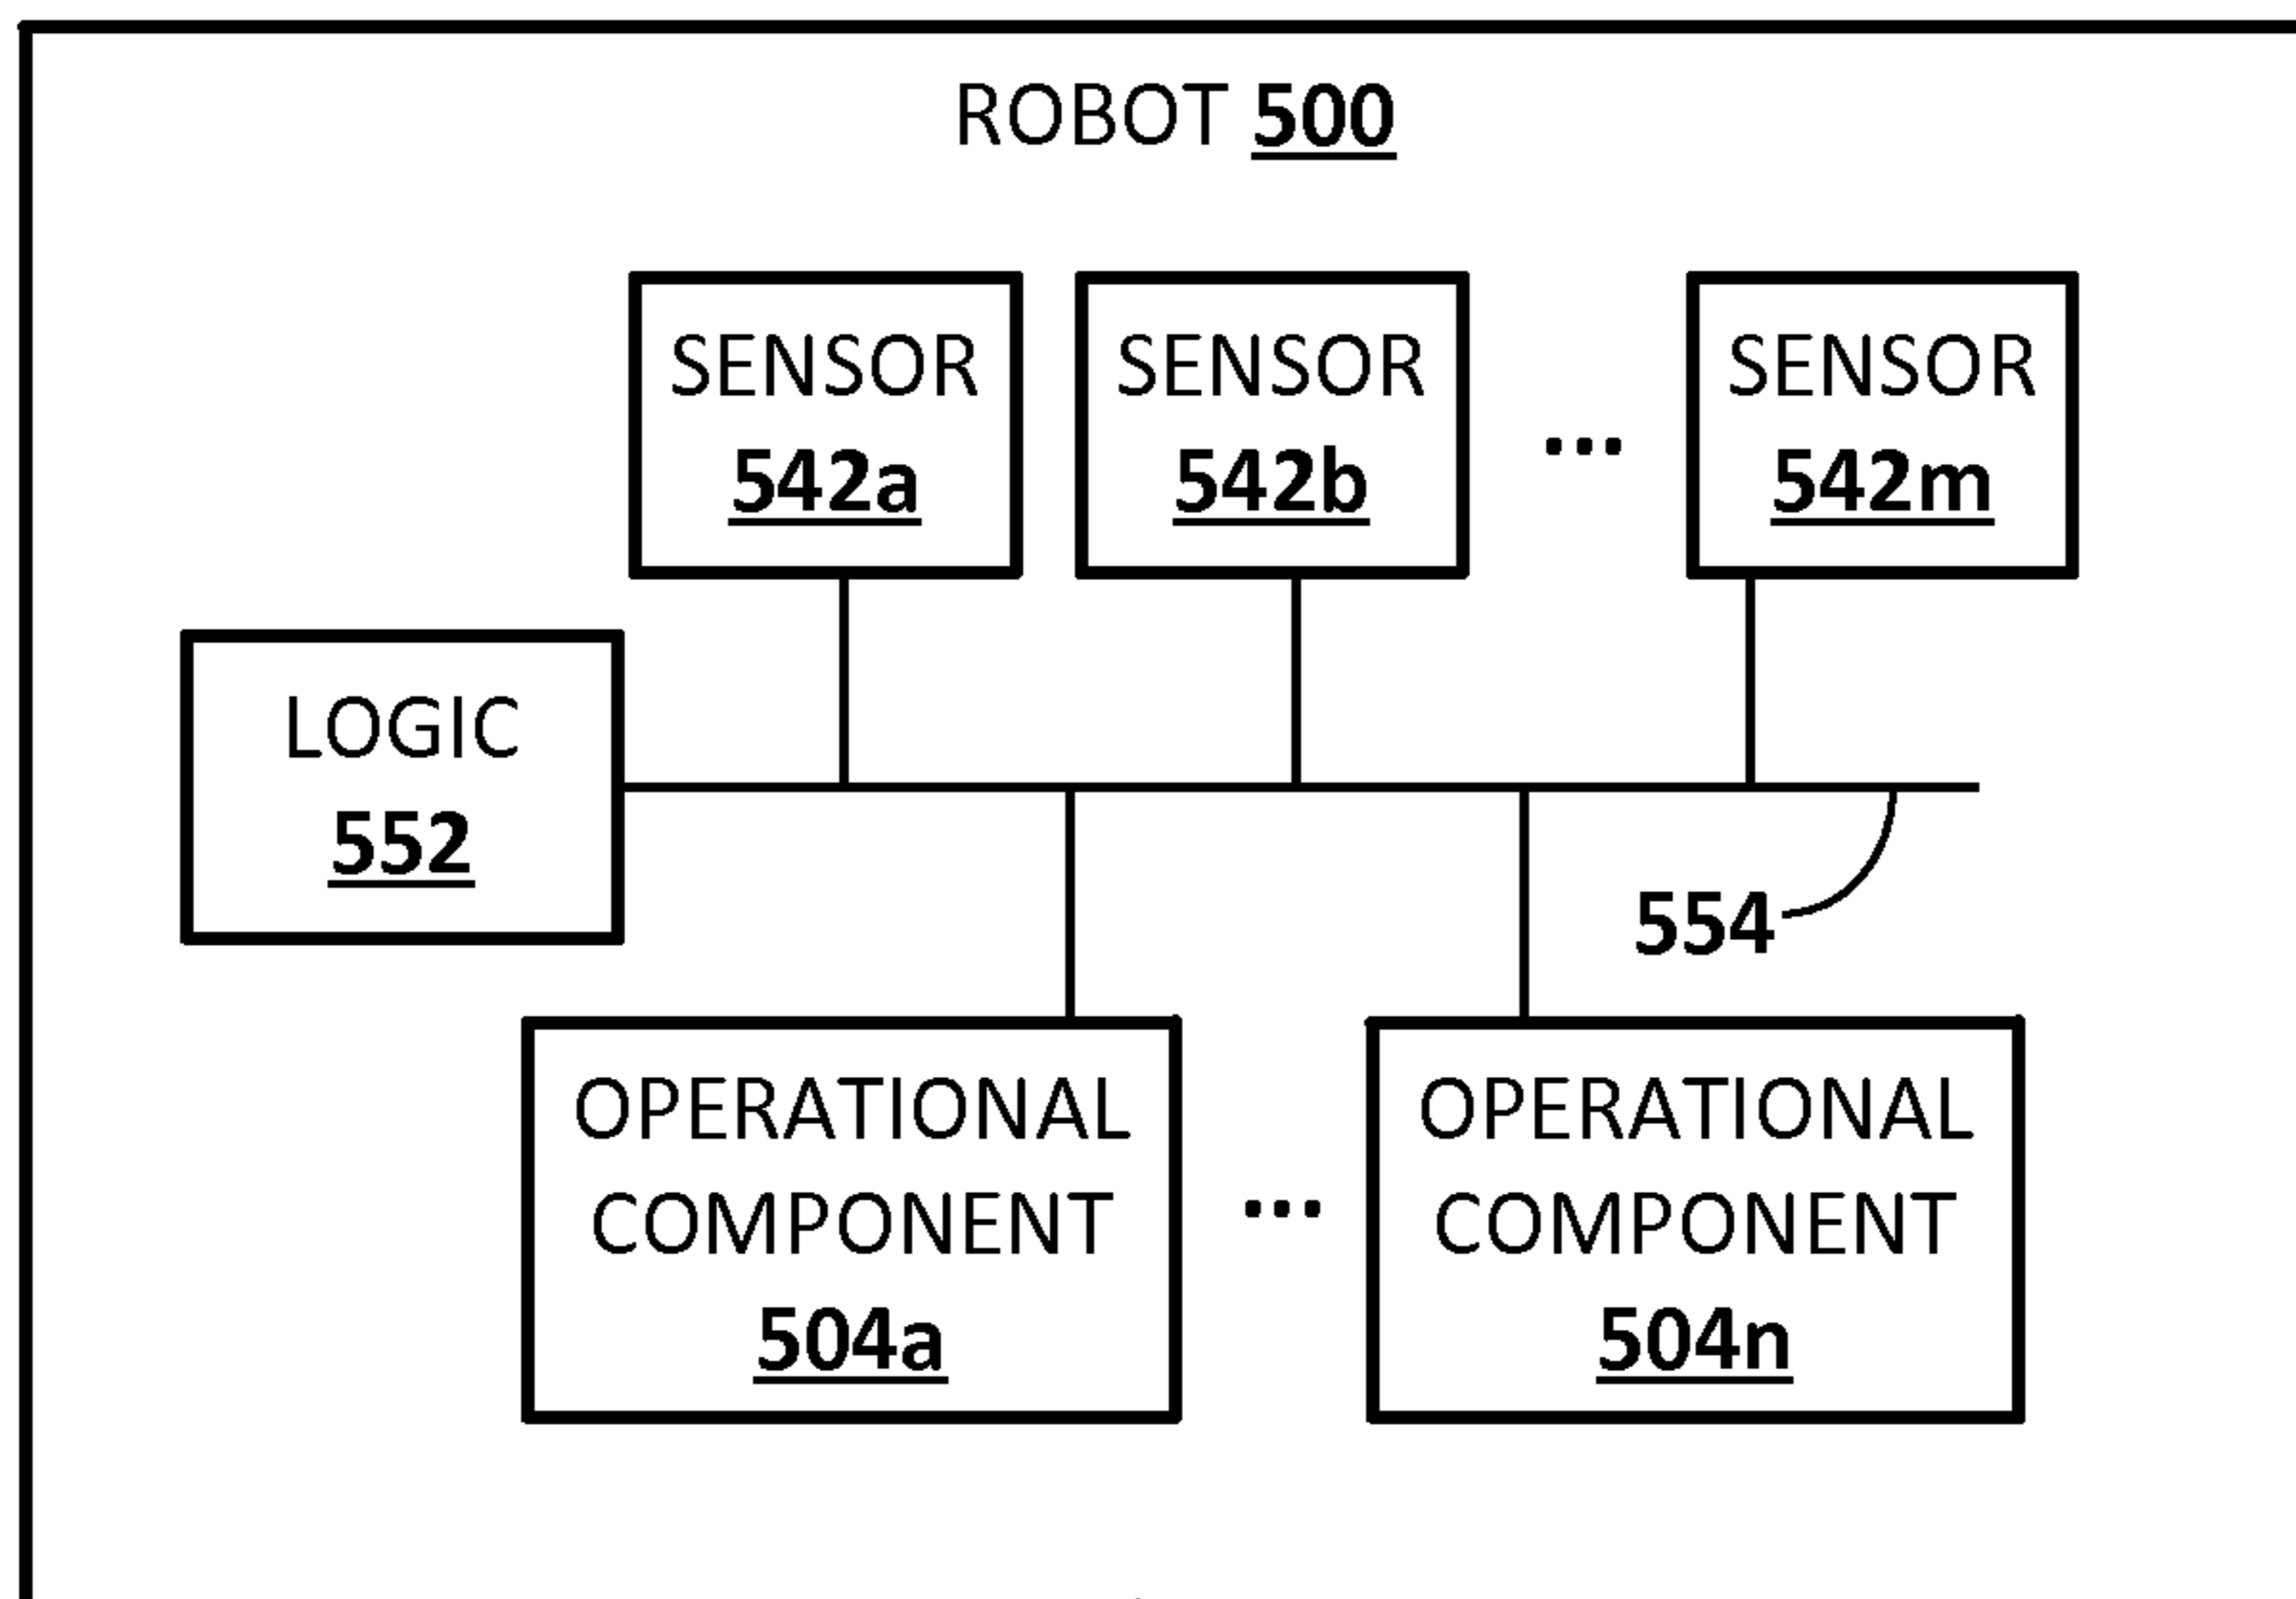 ROBOT 500
SENSOR
542a
SENSOR
542b
...
SENSOR
542m
LOGIC
552
554
OPERATIONAL
COMPONENT
504a
...
OPERATIONAL
COMPONENT
504n